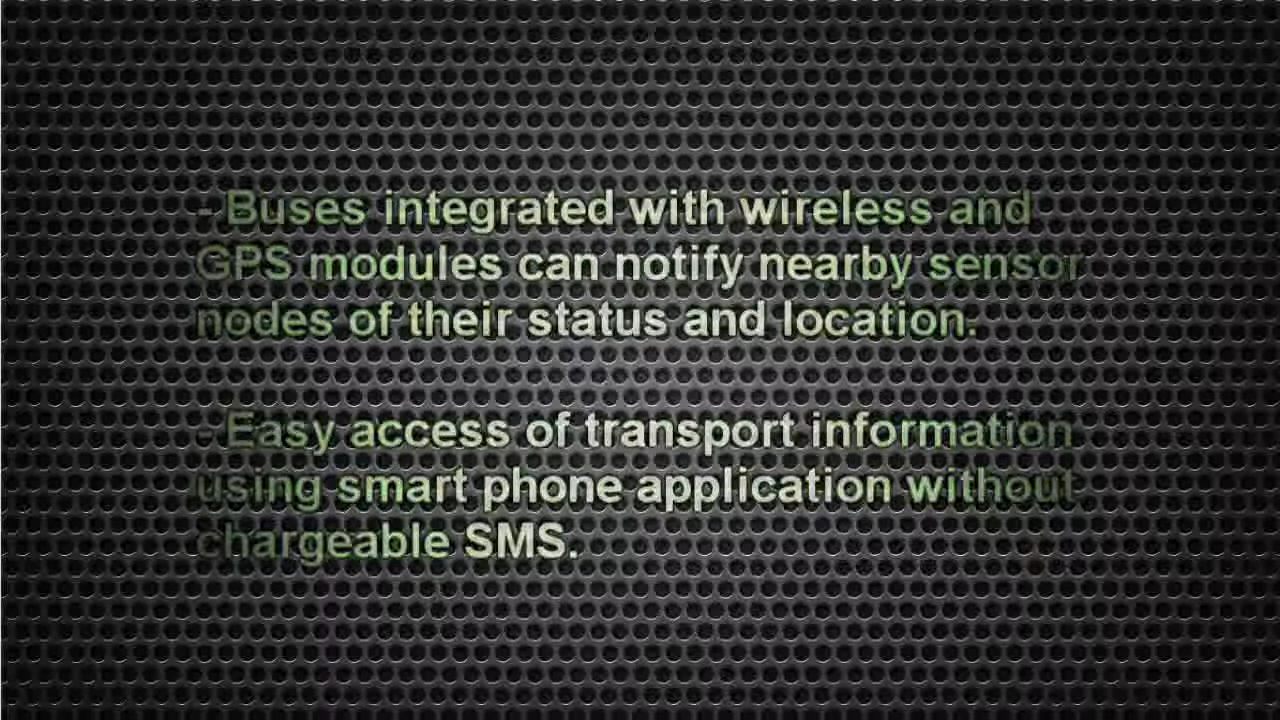 - Buses integrated with wireless and
GPS modules can notify nearby sensor
nodes of their status and location.
- Easy access of transport information
using smart phone application without
chargeable SMS.